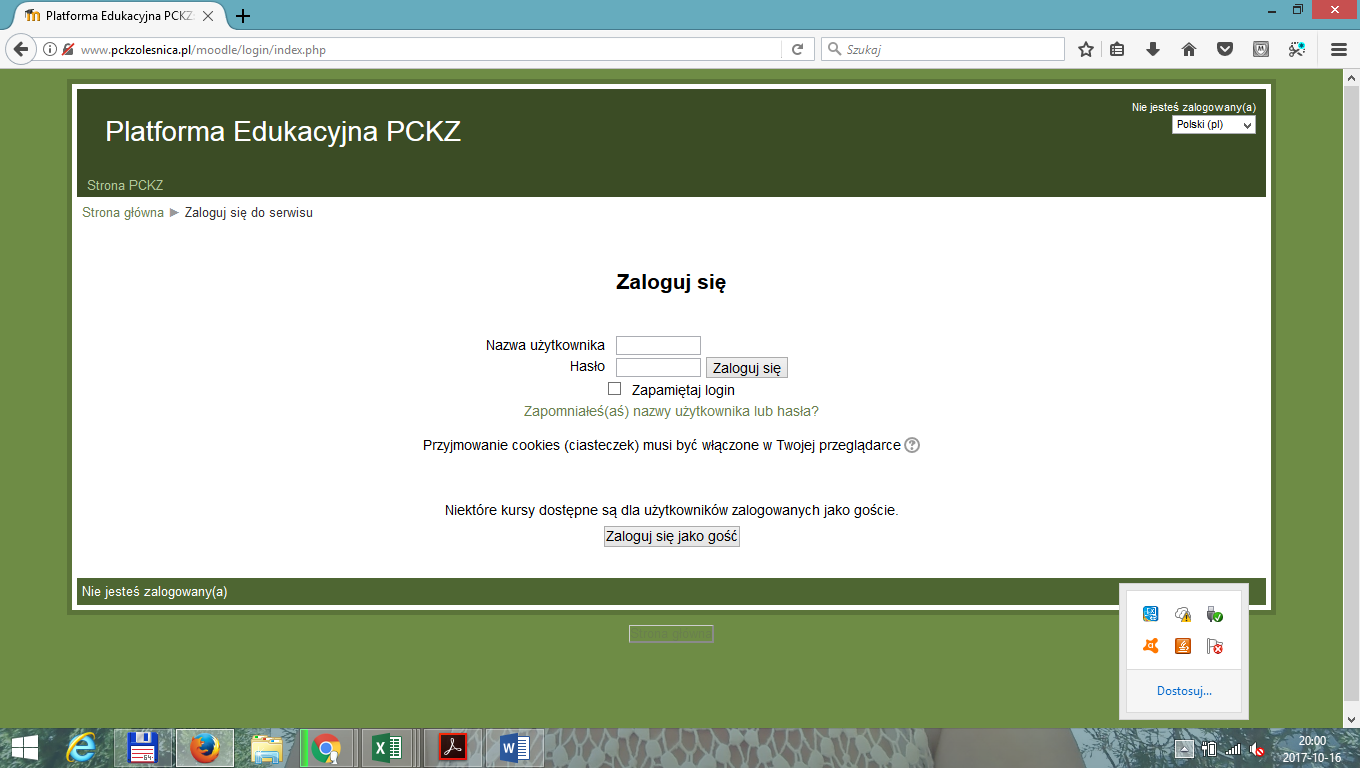 Platforma Edukacyjna PCKZ
www.pckzolesnica.pl/moodle/login/index.php
Szukaj
Nie jesteś zalogowany(a)
Polski (pl)
Platforma Edukacyjna PCKZ
Strona PCKZ
Strona główna ► Zaloguj się do serwisu
Zaloguj się
Nazwa użytkownika
Hasło
Zaloguj się
Zapamiętaj login
Zapomniałeś(aś) nazwy użytkownika lub hasła?
Przyjmowanie cookies (ciasteczek) musi być włączone w Twojej przeglądarce
Niektóre kursy dostępne są dla użytkowników zalogowanych jako goście.
Zaloguj się jako gość
Nie jesteś zalogowany(a)
Strona główna
Dostosuj...
64
20:00
2017-10-16